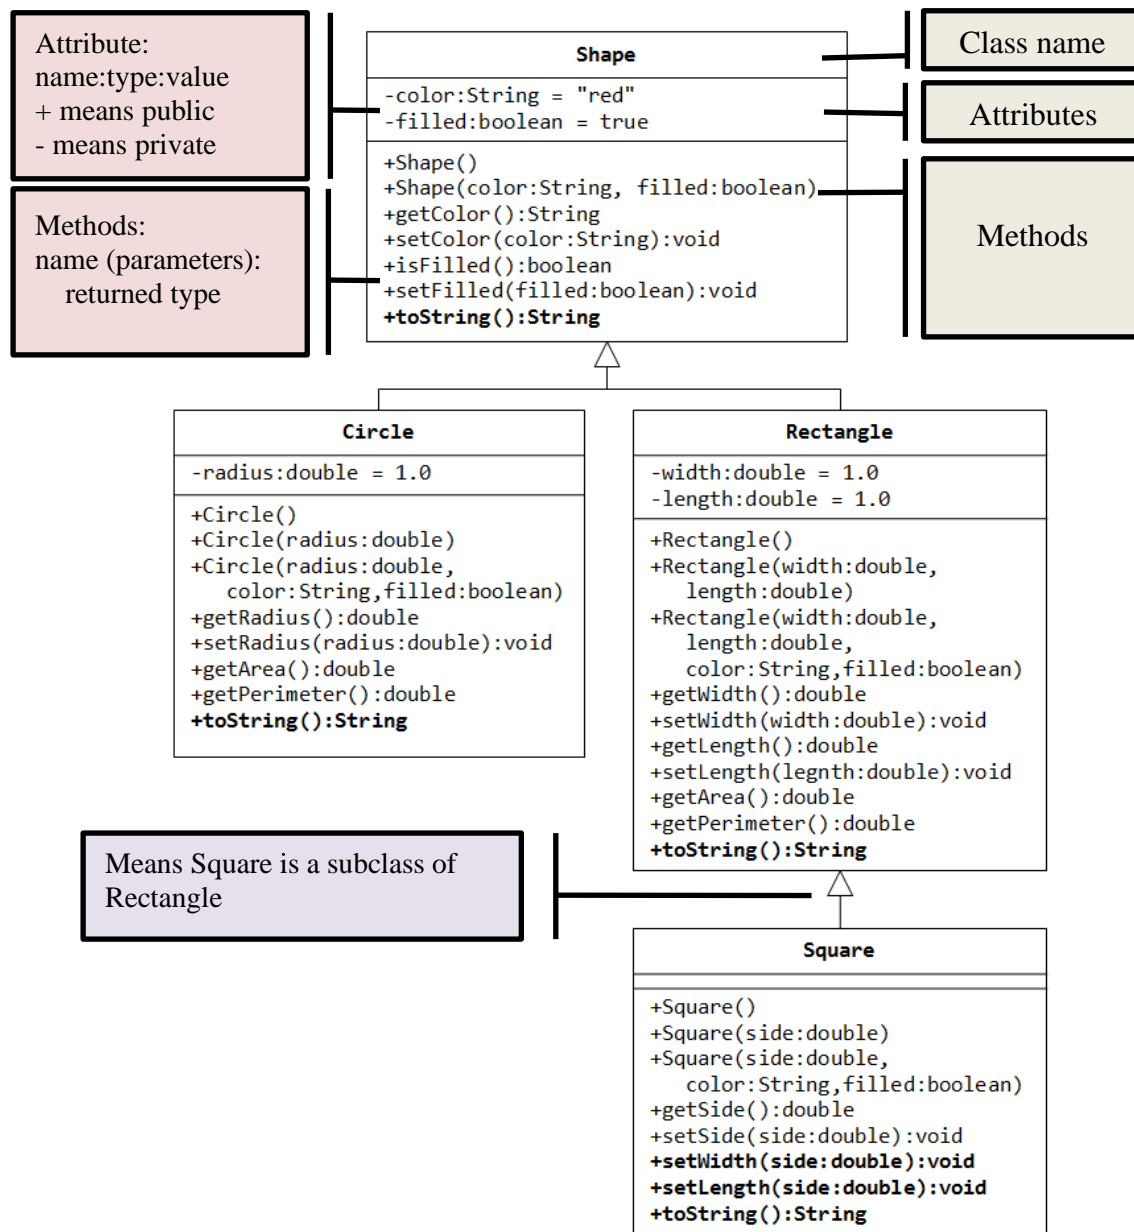 Attribute:
name:type:value
+ means public
- means private
Methods:
name (parameters):
returned type
Shape
-color:String = "red"
-filled:boolean = true
+Shape()
+Shape(color:String, filled:boolean)
+getColor():String
+setColor(color:String):void
+isFilled():boolean
+setFilled(filled:boolean):void
+toString():String
Class name
Attributes
Methods
Circle
-radius:double = 1.0
+Circle()
+Circle(radius:double)
+Circle(radius:double,
color:String,filled:boolean)
+getRadius():double
+setRadius(radius:double):void
+getArea():double
+getPerimeter():double
+toString():String
Rectangle
-width:double = 1.0
-length:double = 1.0
+Rectangle()
+Rectangle(width:double,
length:double)
+Rectangle(width:double,
length:double,
color:String,filled:boolean)
+getWidth():double
+setWidth(width:double):void
+getLength():double
+setLength(legnth:double):void
+getArea():double
+getPerimeter():double
+toString():String
Means Square is a subclass of
Rectangle
Square
+Square()
+Square(side:double)
+Square(side:double,
color:String,filled:boolean)
+getSide():double
+setSide(side:double):void
+setWidth(side:double):void
+setLength(side:double):void
+toString():String